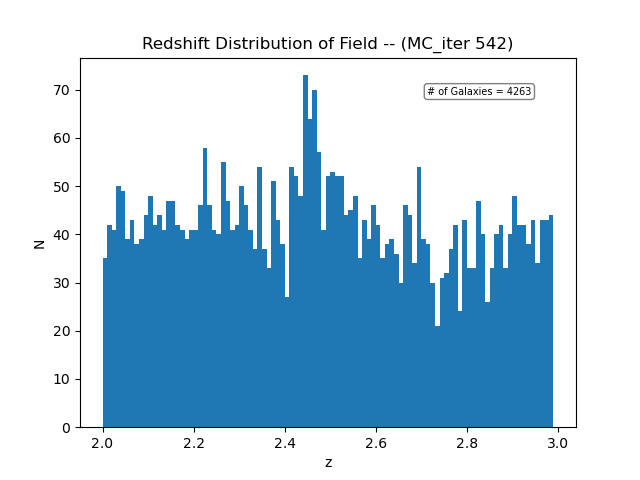 Redshift Distribution of Field -- (MC_iter 542)
# of Galaxies = 4263
70
60
50
40
30
20
10
0
N
2.0 2.2 2.4 2.6 2.8 3.0
z